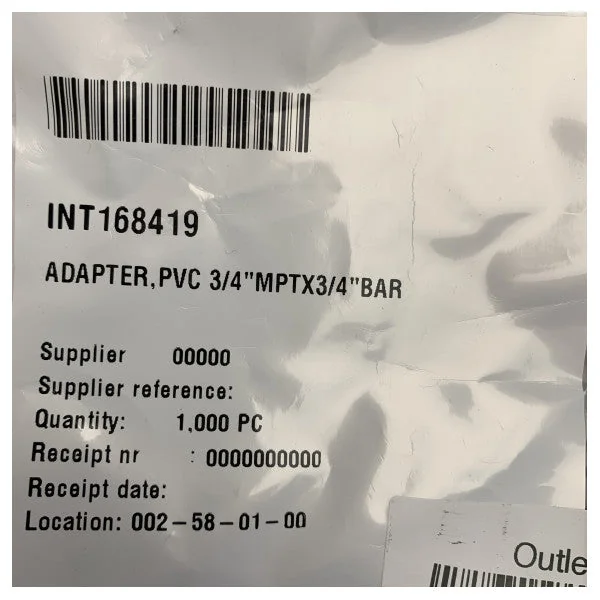 INT168419
ADAPTER,PVC 3/4"MPTX3/4"BAR
Supplier 00000
Supplier reference:
Quantity: 1,000 PC
Receipt nr : 0000000000
Receipt date:
Location: 002-58-01-00
Outle